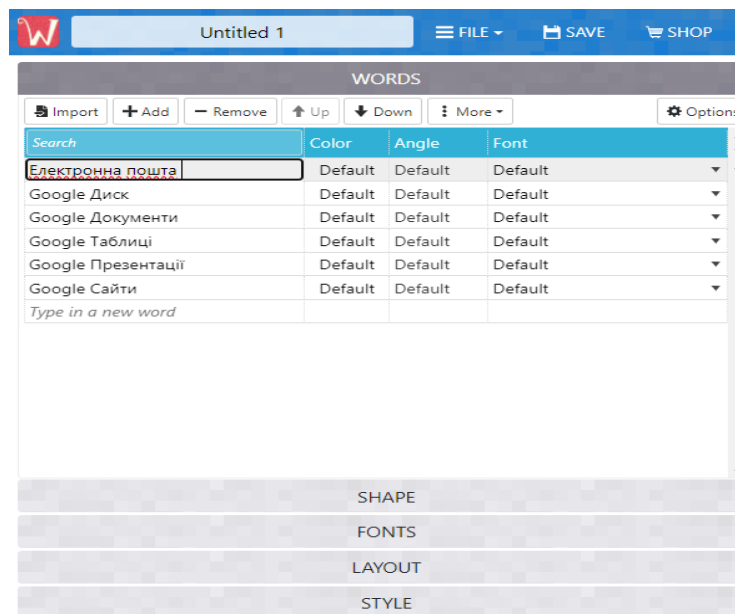 W Untitled 1 FILE SAVE SHOP
WORDS
Import Add Remove Up Down More Options
Search Color Angle Font
Електронна пошта Default Default Default
Google Диск Default Default Default
Google Документи Default Default Default
Google Таблиці Default Default Default
Google Презентації Default Default Default
Google Сайти Default Default Default
Type in a new word
SHAPE
FONTS
LAYOUT
STYLE